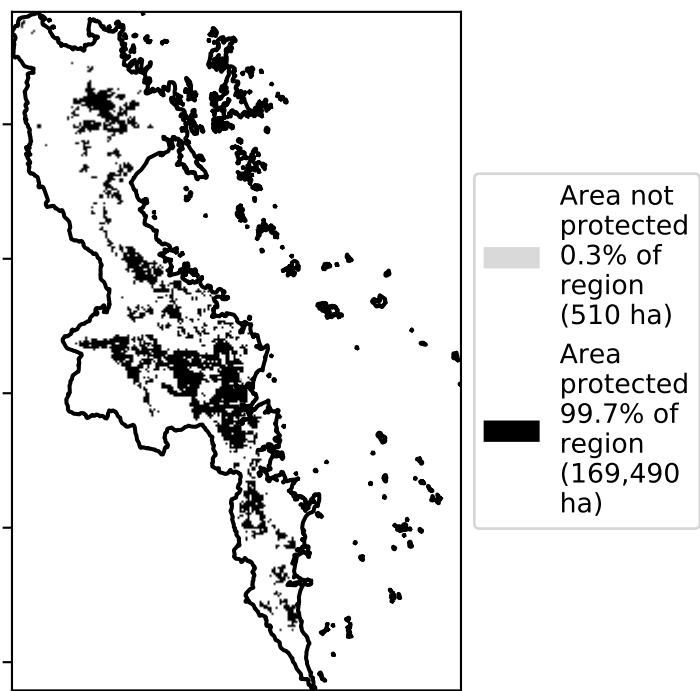 Area not
protected
0.3% of
region
(510 ha)
Area
protected
99.7% of
region
(169,490
ha)